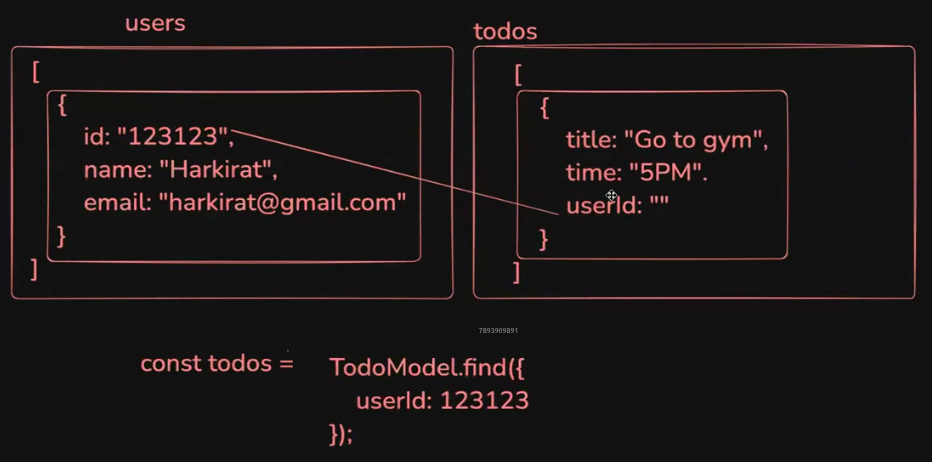 users
[
{
id: "123123",
name: "Harkirat",
email: "harkirat@gmail.com"
}
]
todos
[
{
title: "Go to gym",
time: "5PM".
userId: ""
}
]
7893909891
const todos =
TodoModel.find({
userId: 123123
});